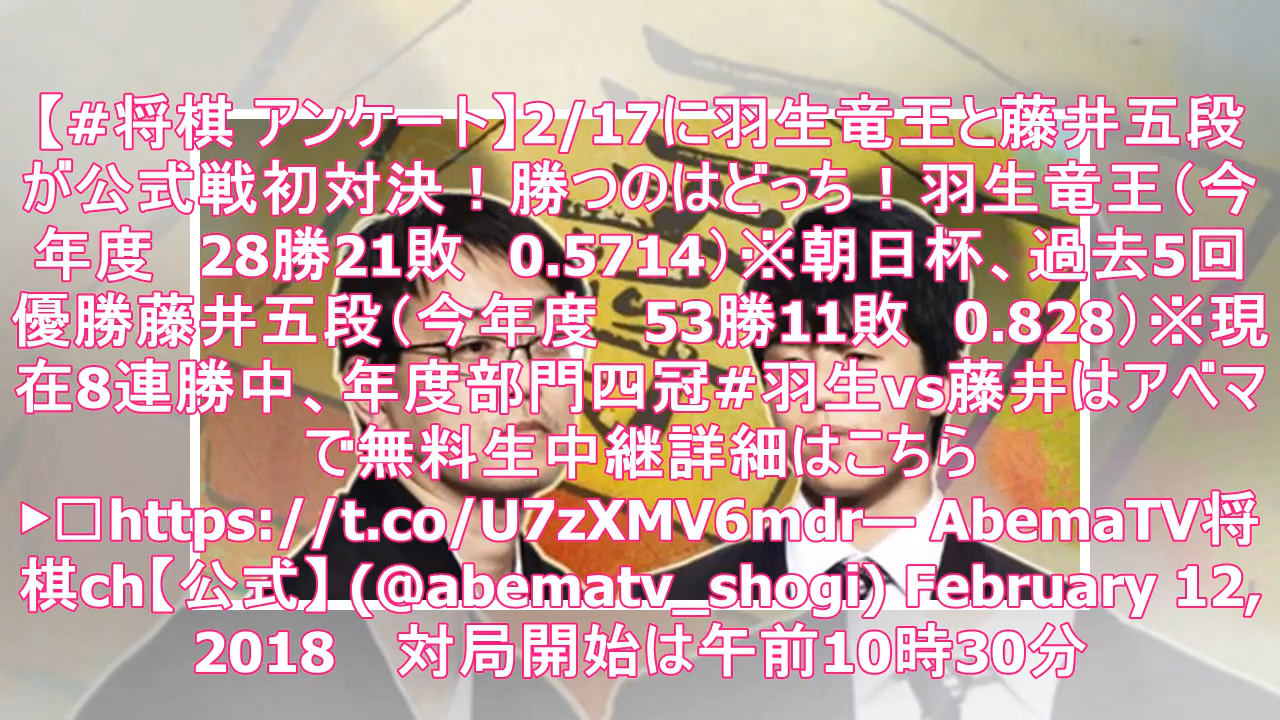 【#将棋 アンケート】2/17に羽生竜王と藤井五段
が公式戦初対決！勝つのはどっち！羽生竜王（今
年度　28勝21敗　0.5714）※朝日杯、過去5回
優勝藤井五段（今年度　53勝11敗　0.828）※現
在8連勝中、年度部門四冠#羽生vs藤井はアベマ
で無料生中継詳細はこちら
▶□https://t.co/U7zXMV6mdr— AbemaTV将
棋ch【公式】 (@abematv_shogi) February 12,
2018　対局開始は午前10時30分